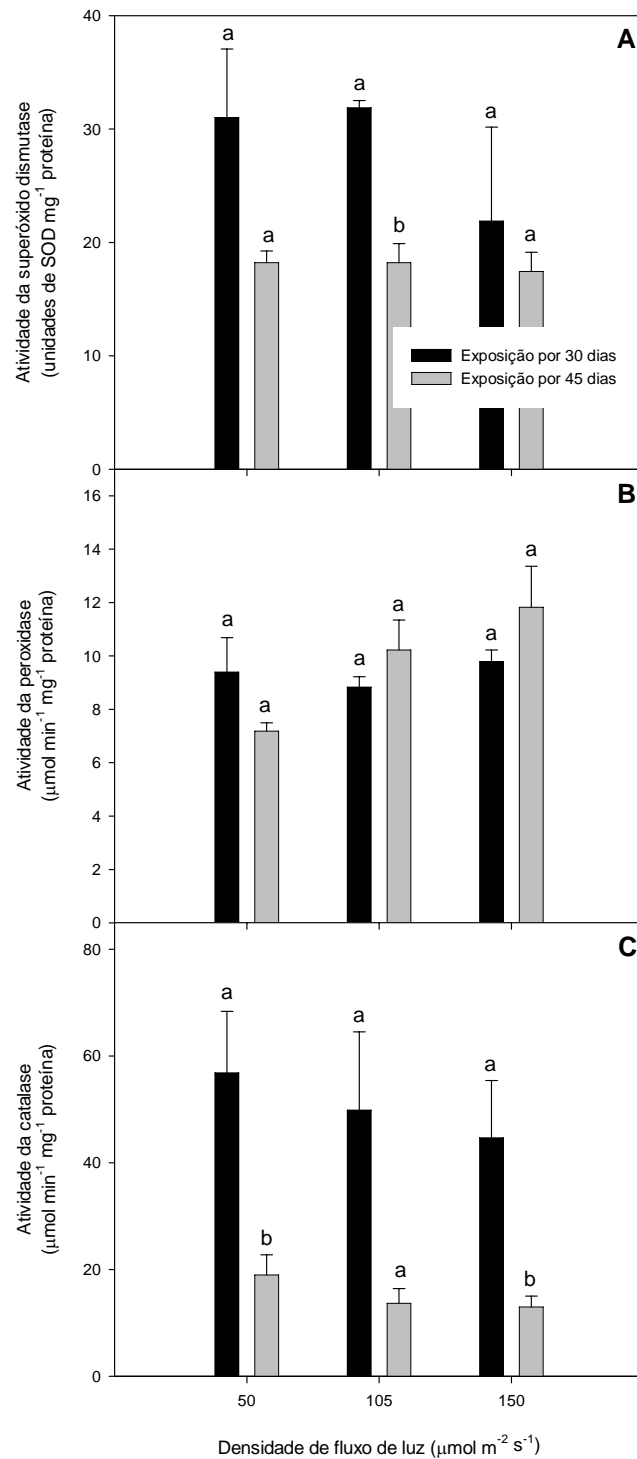 A
Atividade da superóxido dismutase
(unidades de SOD mg-1 proteína)
40
30
20
10
0
a
a
a
b
a
a
Exposição por 30 dias
Exposição por 45 dias
B
Atividade da peroxidase
(μmol min-1 mg-1 proteína)
16
14
12
10
8
6
4
2
0
a
a
a
a
a
a
C
Atividade da catalase
(μmol min-1 mg-1 proteína)
80
60
40
20
0
a
b
a
a
a
b
50
105
150
Densidade de fluxo de luz (μmol m-2 s-1)